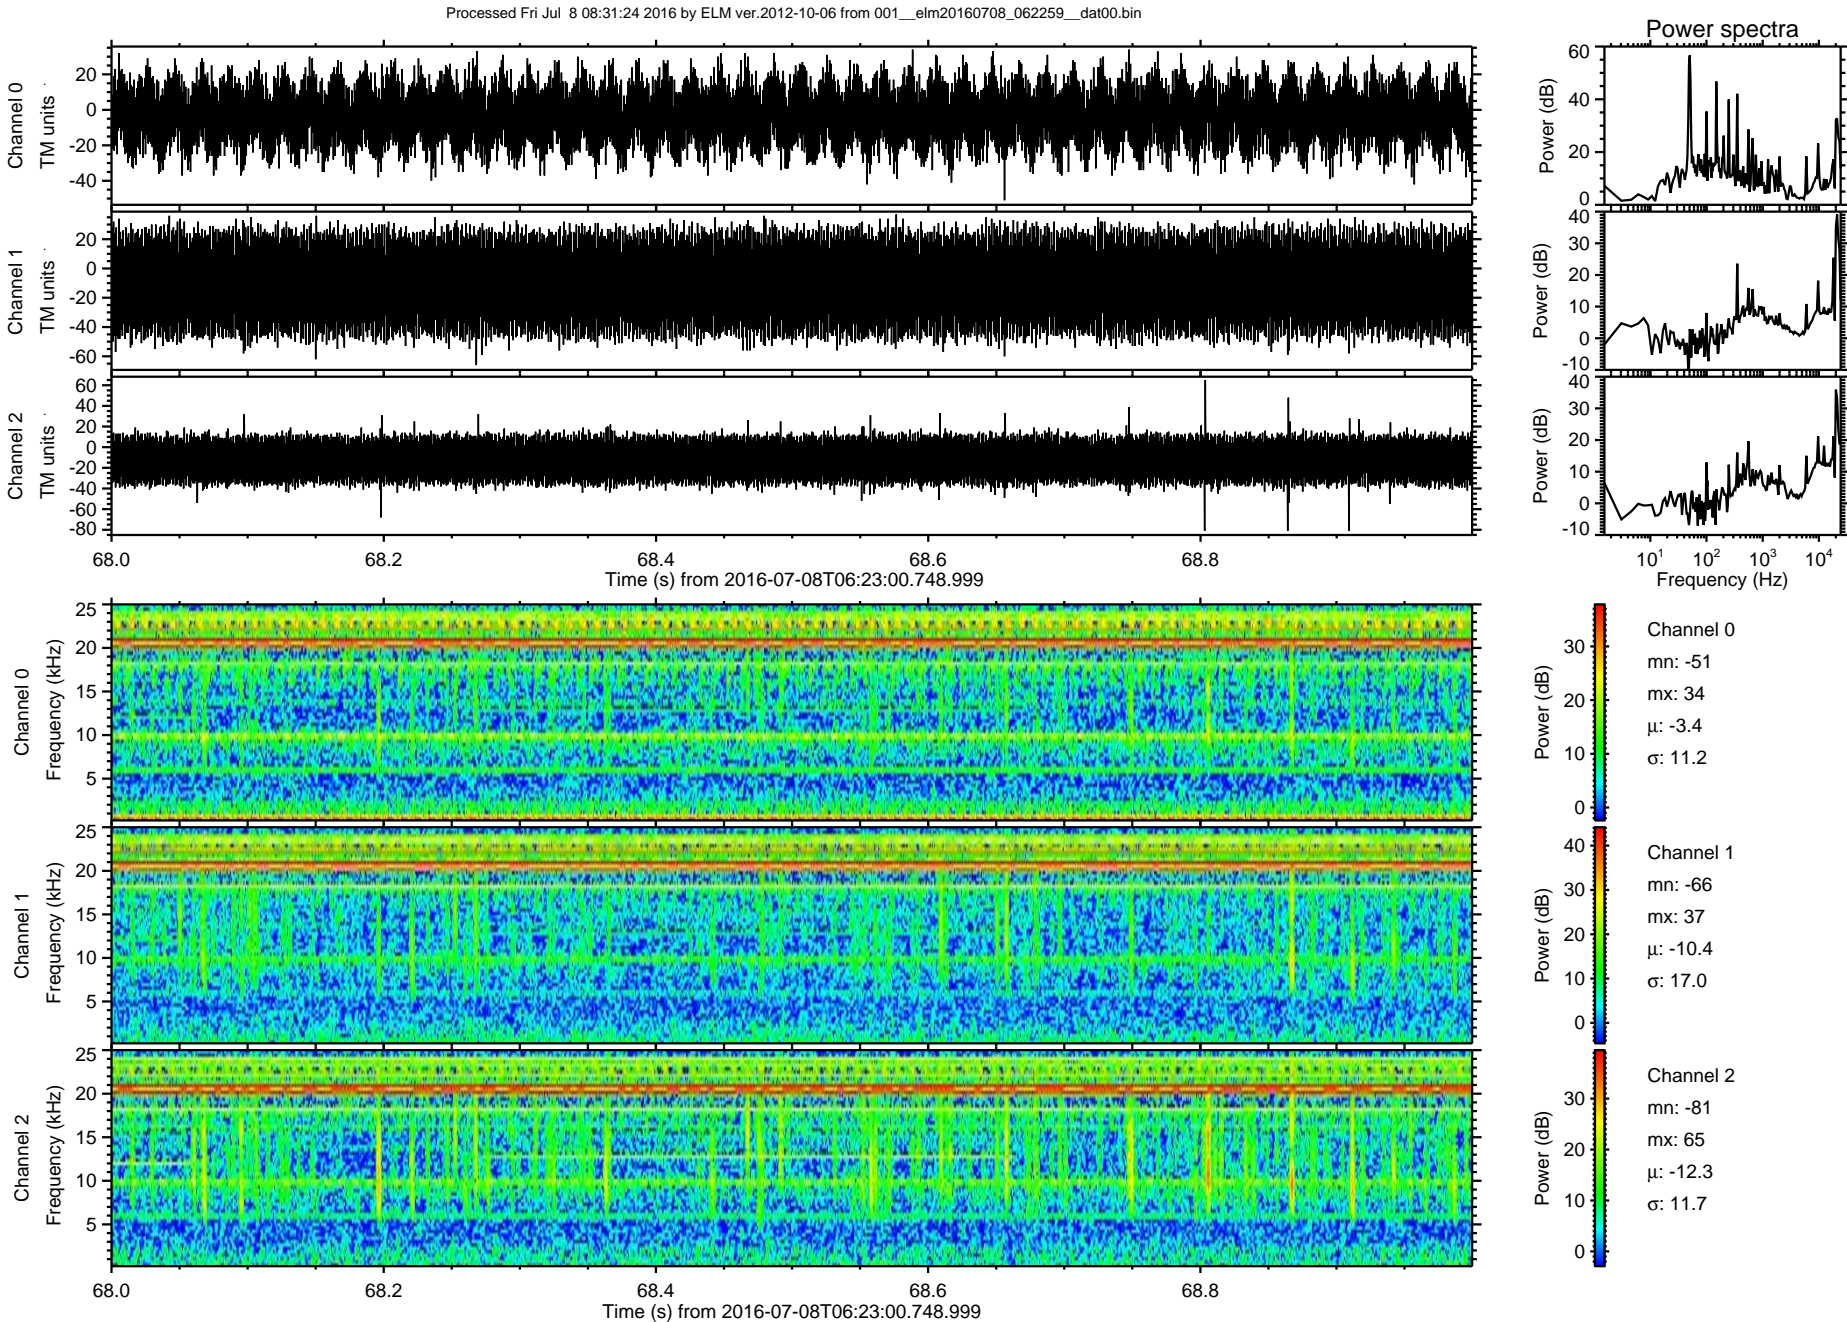 Processed Fri Jul  8 08:31:24 2016 by ELM ver.2012-10-06 from 001__elm20160708_062259__dat00.bin
Power spectra
Channel 0
TM units
20
0
-20
-40
Power (dB)
60
40
20
0
Channel 1
TM units
20
0
-20
-40
-60
Power (dB)
40
30
20
10
0
-10
Channel 2
TM units
60
40
20
0
-20
-40
-60
-80
Power (dB)
40
30
20
10
0
-10
68.0 68.2 68.4 68.6 68.8
Time (s) from 2016-07-08T06:23:00.748.999
10^1 10^2 10^3 10^4
Frequency (Hz)
Channel 0
Frequency (kHz)
25
20
15
10
5
Power (dB)
30
20
10
0
Channel 0
mn: -51
mx: 34
μ: -3.4
σ: 11.2
Channel 1
Frequency (kHz)
25
20
15
10
5
Power (dB)
40
30
20
10
0
Channel 1
mn: -66
mx: 37
μ: -10.4
σ: 17.0
Channel 2
Frequency (kHz)
25
20
15
10
5
Power (dB)
30
20
10
0
Channel 2
mn: -81
mx: 65
μ: -12.3
σ: 11.7
68.0 68.2 68.4 68.6 68.8
Time (s) from 2016-07-08T06:23:00.748.999